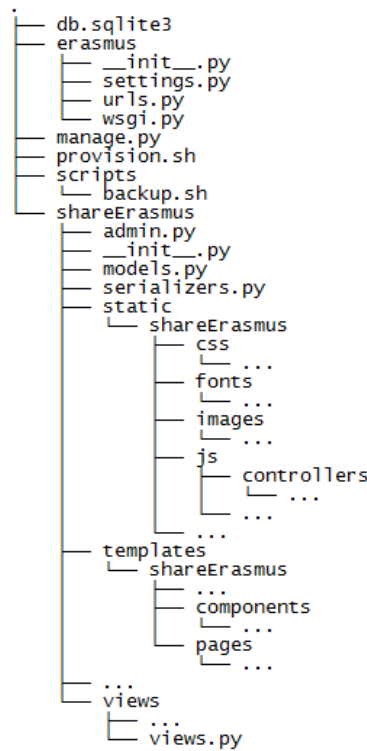 .
├── db.sqlite3
├── erasmus
│   ├── __init__.py
│   ├── settings.py
│   ├── urls.py
│   └── wsgi.py
├── manage.py
├── provision.sh
├── scripts
│   └── backup.sh
└── shareErasmus
    ├── admin.py
    ├── __init__.py
    ├── models.py
    ├── serializers.py
    ├── static
    │   └── shareErasmus
    │       ├── css
    │       │   └── ...
    │       ├── fonts
    │       │   └── ...
    │       ├── images
    │       │   └── ...
    │       ├── js
    │       │   ├── controllers
    │       │   │   └── ...
    │       │   └── ...
    │       └── ...
    ├── templates
    │   └── shareErasmus
    │       ├── ...
    │       ├── components
    │       │   └── ...
    │       └── pages
    │           └── ...
    ├── ...
    └── views
        ├── ...
        └── views.py